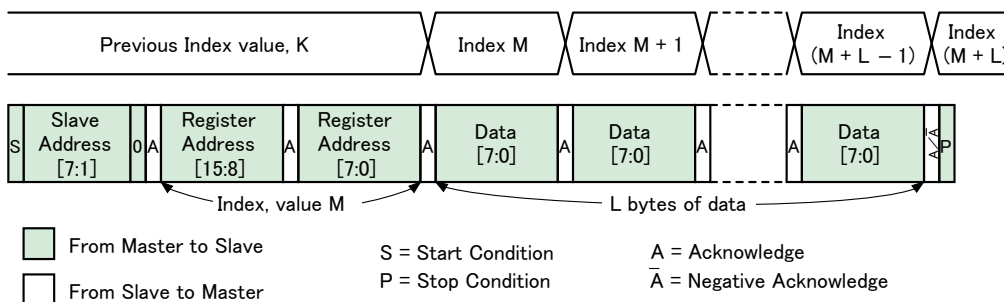 Previous Index value, K
Index M
Index M + 1
Index
(M + L − 1)
Index
(M + L)
S
Slave
Address
[7:1]
0
A
Register
Address
[15:8]
A
Register
Address
[7:0]
A
Data
[7:0]
A
Data
[7:0]
A
A
Data
[7:0]
A/A̅
P
Index, value M
L bytes of data
From Master to Slave
From Slave to Master
S = Start Condition
P = Stop Condition
A = Acknowledge
A̅ = Negative Acknowledge